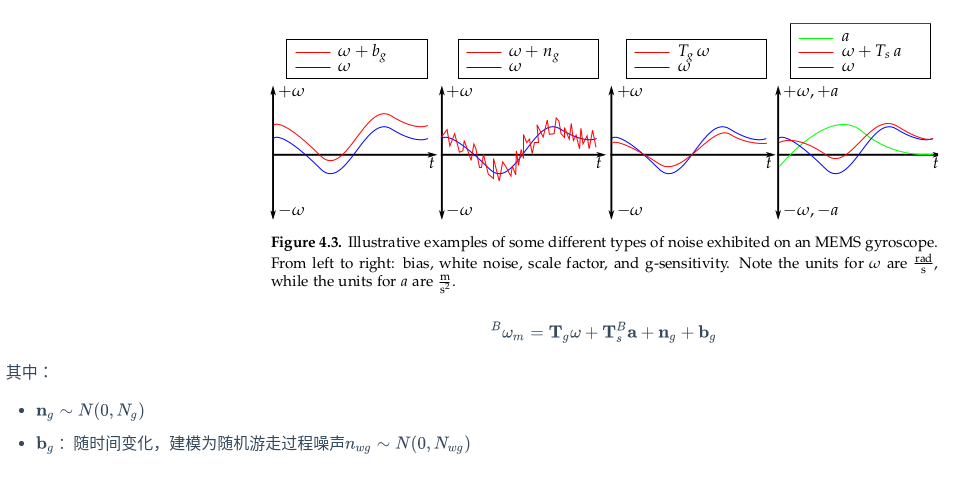 ω + b_g
ω
ω + n_g
ω
T_g ω
ω
a
ω + T_s a
ω
+ω
t
−ω
+ω
t
−ω
+ω
t
−ω
+ω, +a
t
−ω, −a
Figure 4.3. Illustrative examples of some different types of noise exhibited on an MEMS gyroscope.
From left to right: bias, white noise, scale factor, and g-sensitivity. Note the units for ω are rad/s,
while the units for a are m/s².
ᴮω_m = T_g ω + T_s ᴮa + n_g + b_g
其中：
• n_g ∼ N(0, N_g)
• b_g ：随时间变化，建模为随机游走过程噪声n_wg ∼ N(0, N_wg)